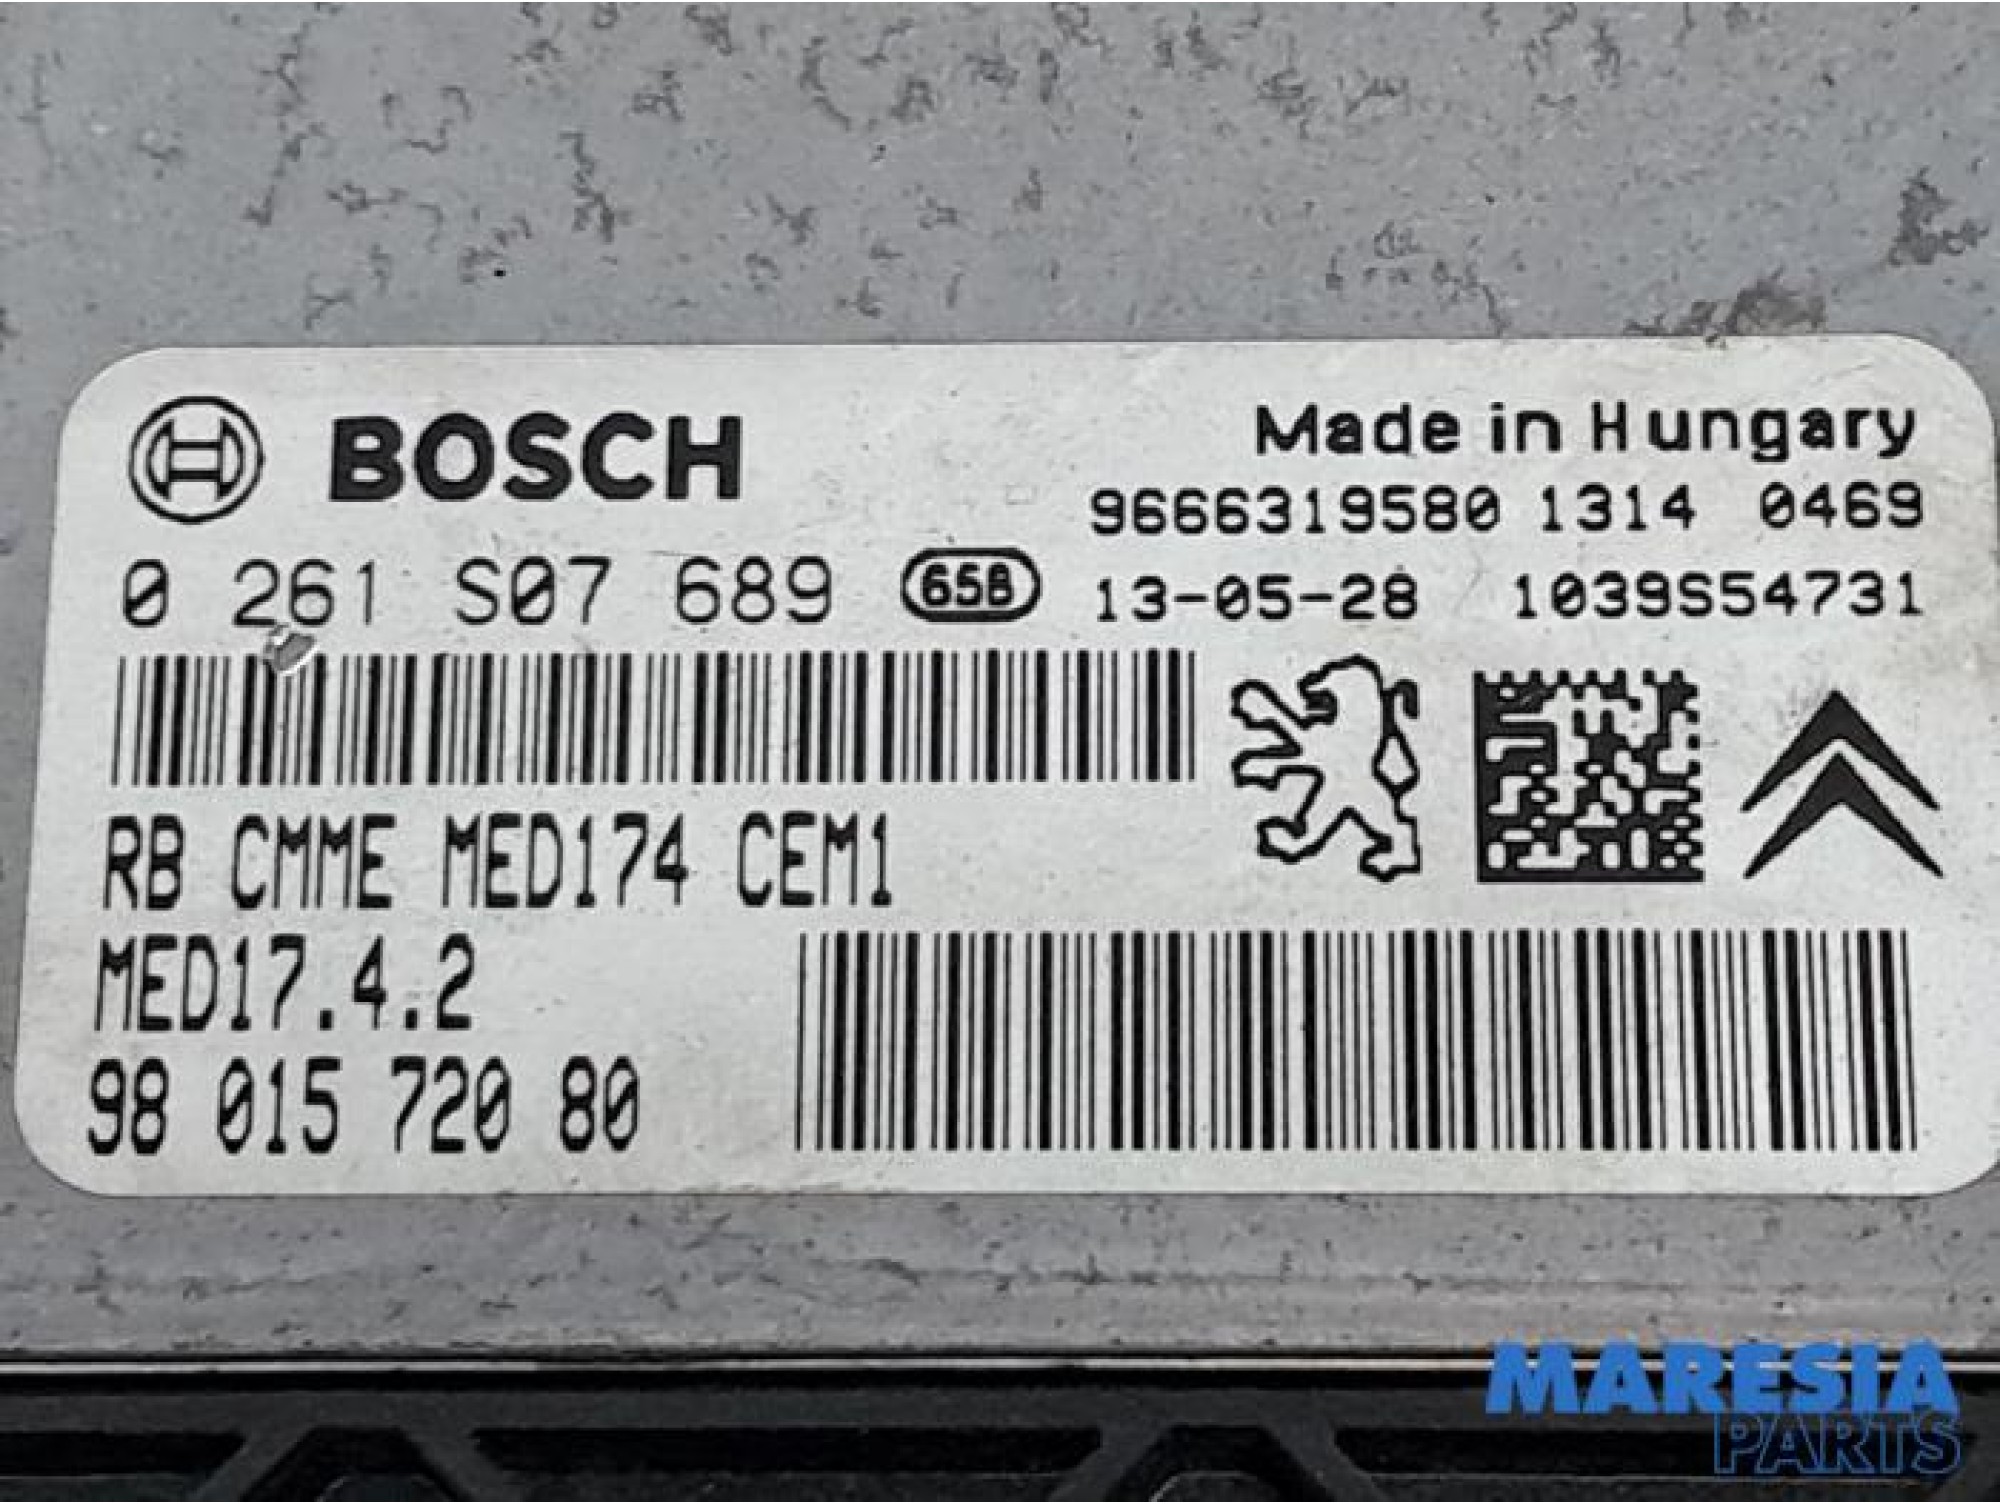 BOSCH
Made in Hungary
9666319580 1314 0469
0 261 S07 689 65B 13-05-28 1039S54731
RB CMME MED174 CEM1
MED17.4.2
98 015 720 80
MARESIA
PARTS